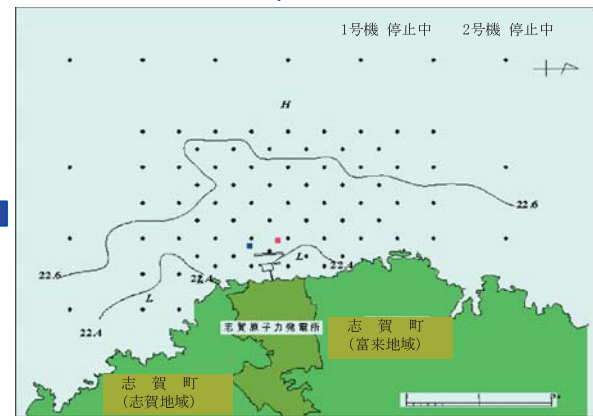 1号機 停止中 2号機 停止中
H
22.6
L
22.4
22.6
22.4
L
22.4
志賀原子力発電所
志 賀 町
(富来地域)
志 賀 町
(志賀地域)